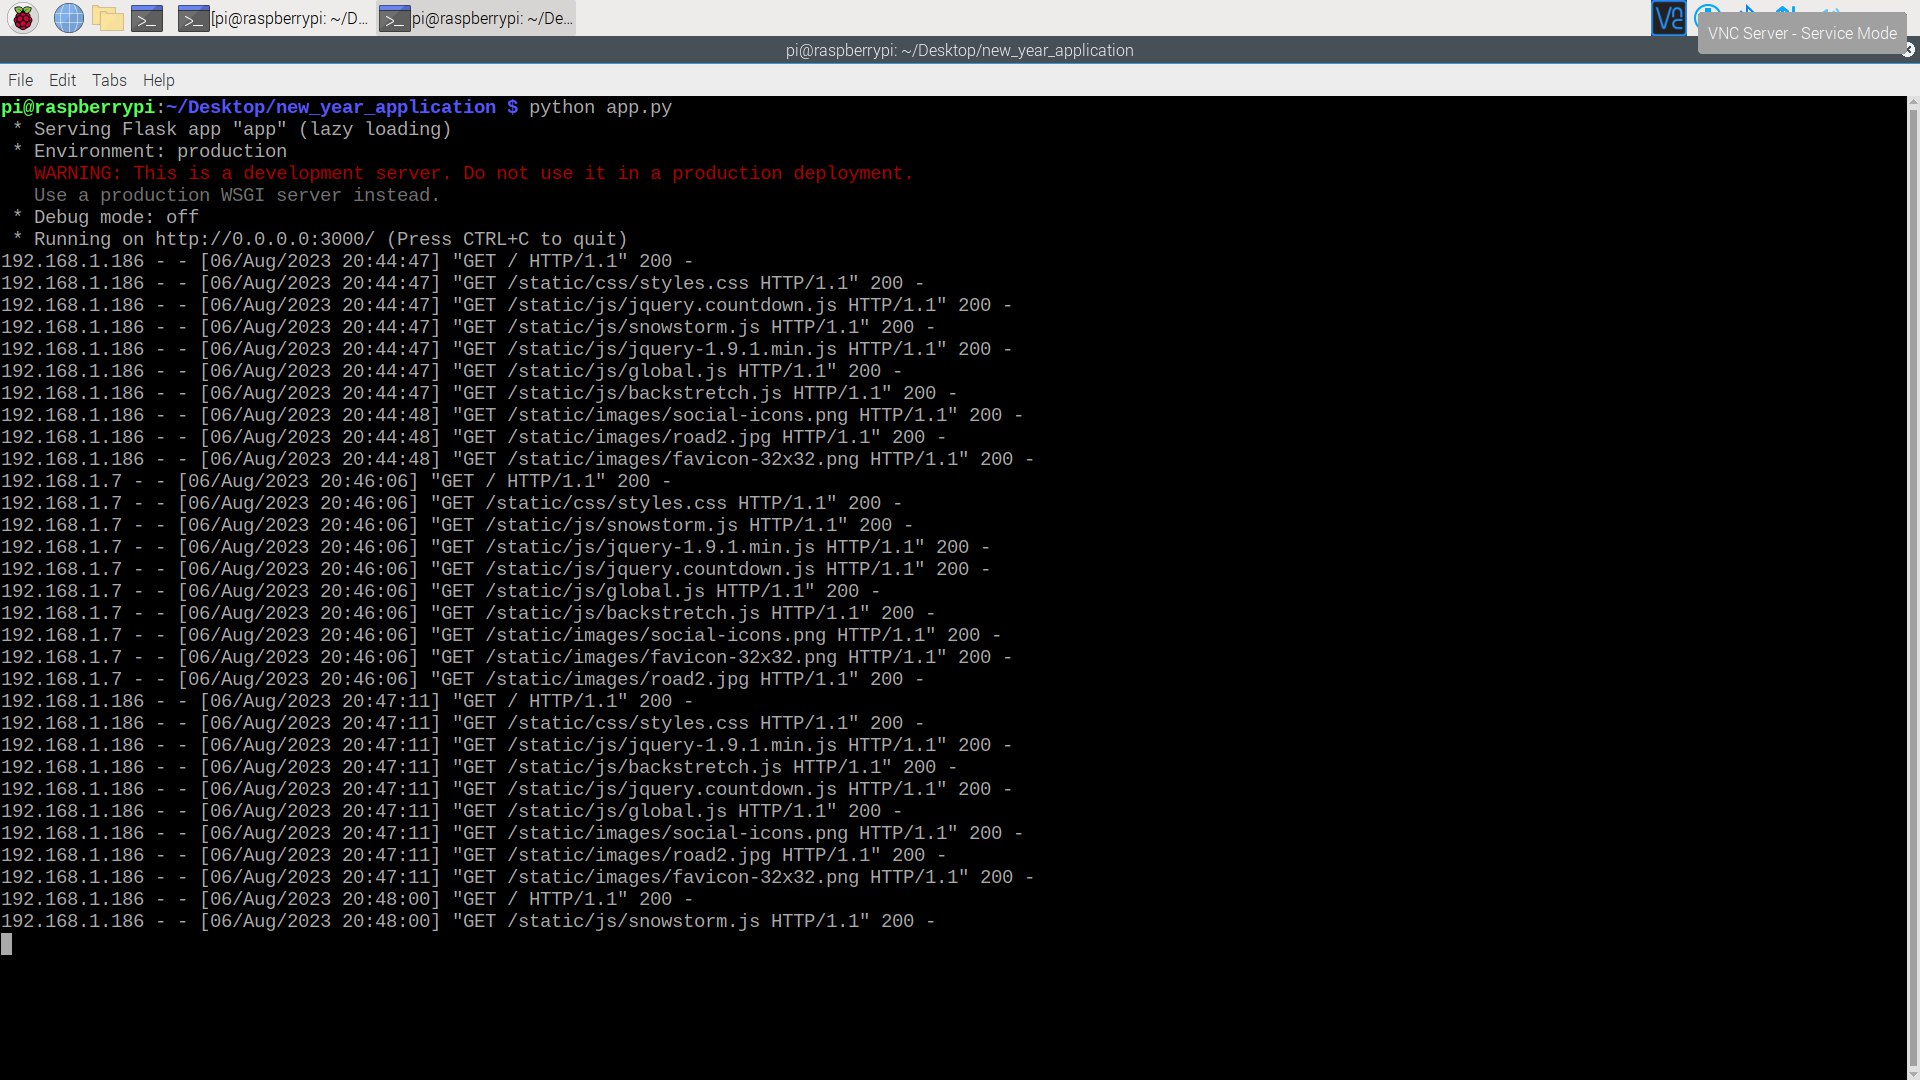 [pi@raspberrypi: ~/D...
pi@raspberrypi: ~/De...
VNC Server - Service Mode
pi@raspberrypi: ~/Desktop/new_year_application
File Edit Tabs Help
pi@raspberrypi:~/Desktop/new_year_application $ python app.py
 * Serving Flask app "app" (lazy loading)
 * Environment: production
   WARNING: This is a development server. Do not use it in a production deployment.
   Use a production WSGI server instead.
 * Debug mode: off
 * Running on http://0.0.0.0:3000/ (Press CTRL+C to quit)
192.168.1.186 - - [06/Aug/2023 20:44:47] "GET / HTTP/1.1" 200 -
192.168.1.186 - - [06/Aug/2023 20:44:47] "GET /static/css/styles.css HTTP/1.1" 200 -
192.168.1.186 - - [06/Aug/2023 20:44:47] "GET /static/js/jquery.countdown.js HTTP/1.1" 200 -
192.168.1.186 - - [06/Aug/2023 20:44:47] "GET /static/js/snowstorm.js HTTP/1.1" 200 -
192.168.1.186 - - [06/Aug/2023 20:44:47] "GET /static/js/jquery-1.9.1.min.js HTTP/1.1" 200 -
192.168.1.186 - - [06/Aug/2023 20:44:47] "GET /static/js/global.js HTTP/1.1" 200 -
192.168.1.186 - - [06/Aug/2023 20:44:47] "GET /static/js/backstretch.js HTTP/1.1" 200 -
192.168.1.186 - - [06/Aug/2023 20:44:48] "GET /static/images/social-icons.png HTTP/1.1" 200 -
192.168.1.186 - - [06/Aug/2023 20:44:48] "GET /static/images/road2.jpg HTTP/1.1" 200 -
192.168.1.186 - - [06/Aug/2023 20:44:48] "GET /static/images/favicon-32x32.png HTTP/1.1" 200 -
192.168.1.7 - - [06/Aug/2023 20:46:06] "GET / HTTP/1.1" 200 -
192.168.1.7 - - [06/Aug/2023 20:46:06] "GET /static/css/styles.css HTTP/1.1" 200 -
192.168.1.7 - - [06/Aug/2023 20:46:06] "GET /static/js/snowstorm.js HTTP/1.1" 200 -
192.168.1.7 - - [06/Aug/2023 20:46:06] "GET /static/js/jquery-1.9.1.min.js HTTP/1.1" 200 -
192.168.1.7 - - [06/Aug/2023 20:46:06] "GET /static/js/jquery.countdown.js HTTP/1.1" 200 -
192.168.1.7 - - [06/Aug/2023 20:46:06] "GET /static/js/global.js HTTP/1.1" 200 -
192.168.1.7 - - [06/Aug/2023 20:46:06] "GET /static/js/backstretch.js HTTP/1.1" 200 -
192.168.1.7 - - [06/Aug/2023 20:46:06] "GET /static/images/social-icons.png HTTP/1.1" 200 -
192.168.1.7 - - [06/Aug/2023 20:46:06] "GET /static/images/favicon-32x32.png HTTP/1.1" 200 -
192.168.1.7 - - [06/Aug/2023 20:46:06] "GET /static/images/road2.jpg HTTP/1.1" 200 -
192.168.1.186 - - [06/Aug/2023 20:47:11] "GET / HTTP/1.1" 200 -
192.168.1.186 - - [06/Aug/2023 20:47:11] "GET /static/css/styles.css HTTP/1.1" 200 -
192.168.1.186 - - [06/Aug/2023 20:47:11] "GET /static/js/jquery-1.9.1.min.js HTTP/1.1" 200 -
192.168.1.186 - - [06/Aug/2023 20:47:11] "GET /static/js/backstretch.js HTTP/1.1" 200 -
192.168.1.186 - - [06/Aug/2023 20:47:11] "GET /static/js/jquery.countdown.js HTTP/1.1" 200 -
192.168.1.186 - - [06/Aug/2023 20:47:11] "GET /static/js/global.js HTTP/1.1" 200 -
192.168.1.186 - - [06/Aug/2023 20:47:11] "GET /static/images/social-icons.png HTTP/1.1" 200 -
192.168.1.186 - - [06/Aug/2023 20:47:11] "GET /static/images/road2.jpg HTTP/1.1" 200 -
192.168.1.186 - - [06/Aug/2023 20:47:11] "GET /static/images/favicon-32x32.png HTTP/1.1" 200 -
192.168.1.186 - - [06/Aug/2023 20:48:00] "GET / HTTP/1.1" 200 -
192.168.1.186 - - [06/Aug/2023 20:48:00] "GET /static/js/snowstorm.js HTTP/1.1" 200 -